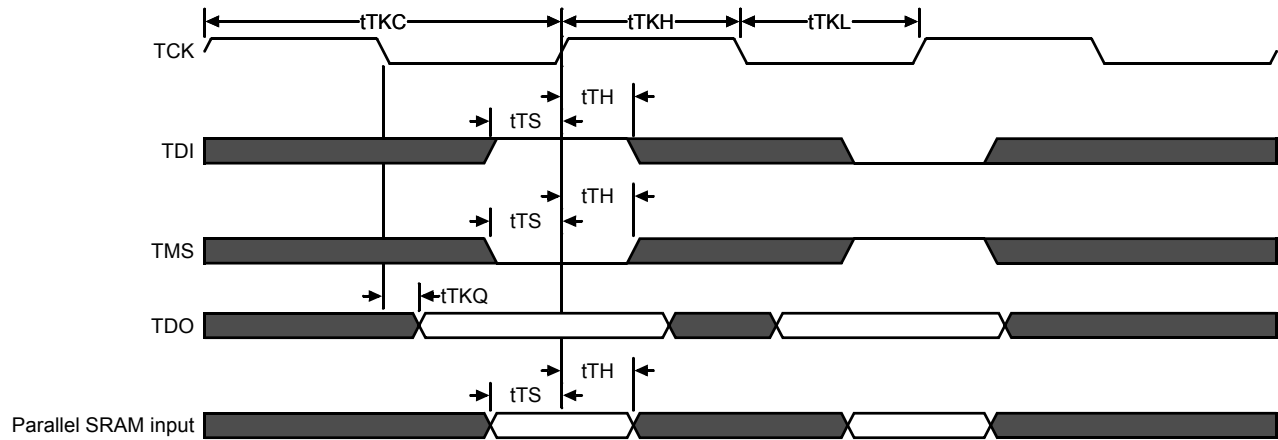 tTKC tTKH tTKL
TCK
tTH
tTS
TDI
tTH
tTS
TMS
tTKQ
TDO
tTH
tTS
Parallel SRAM input